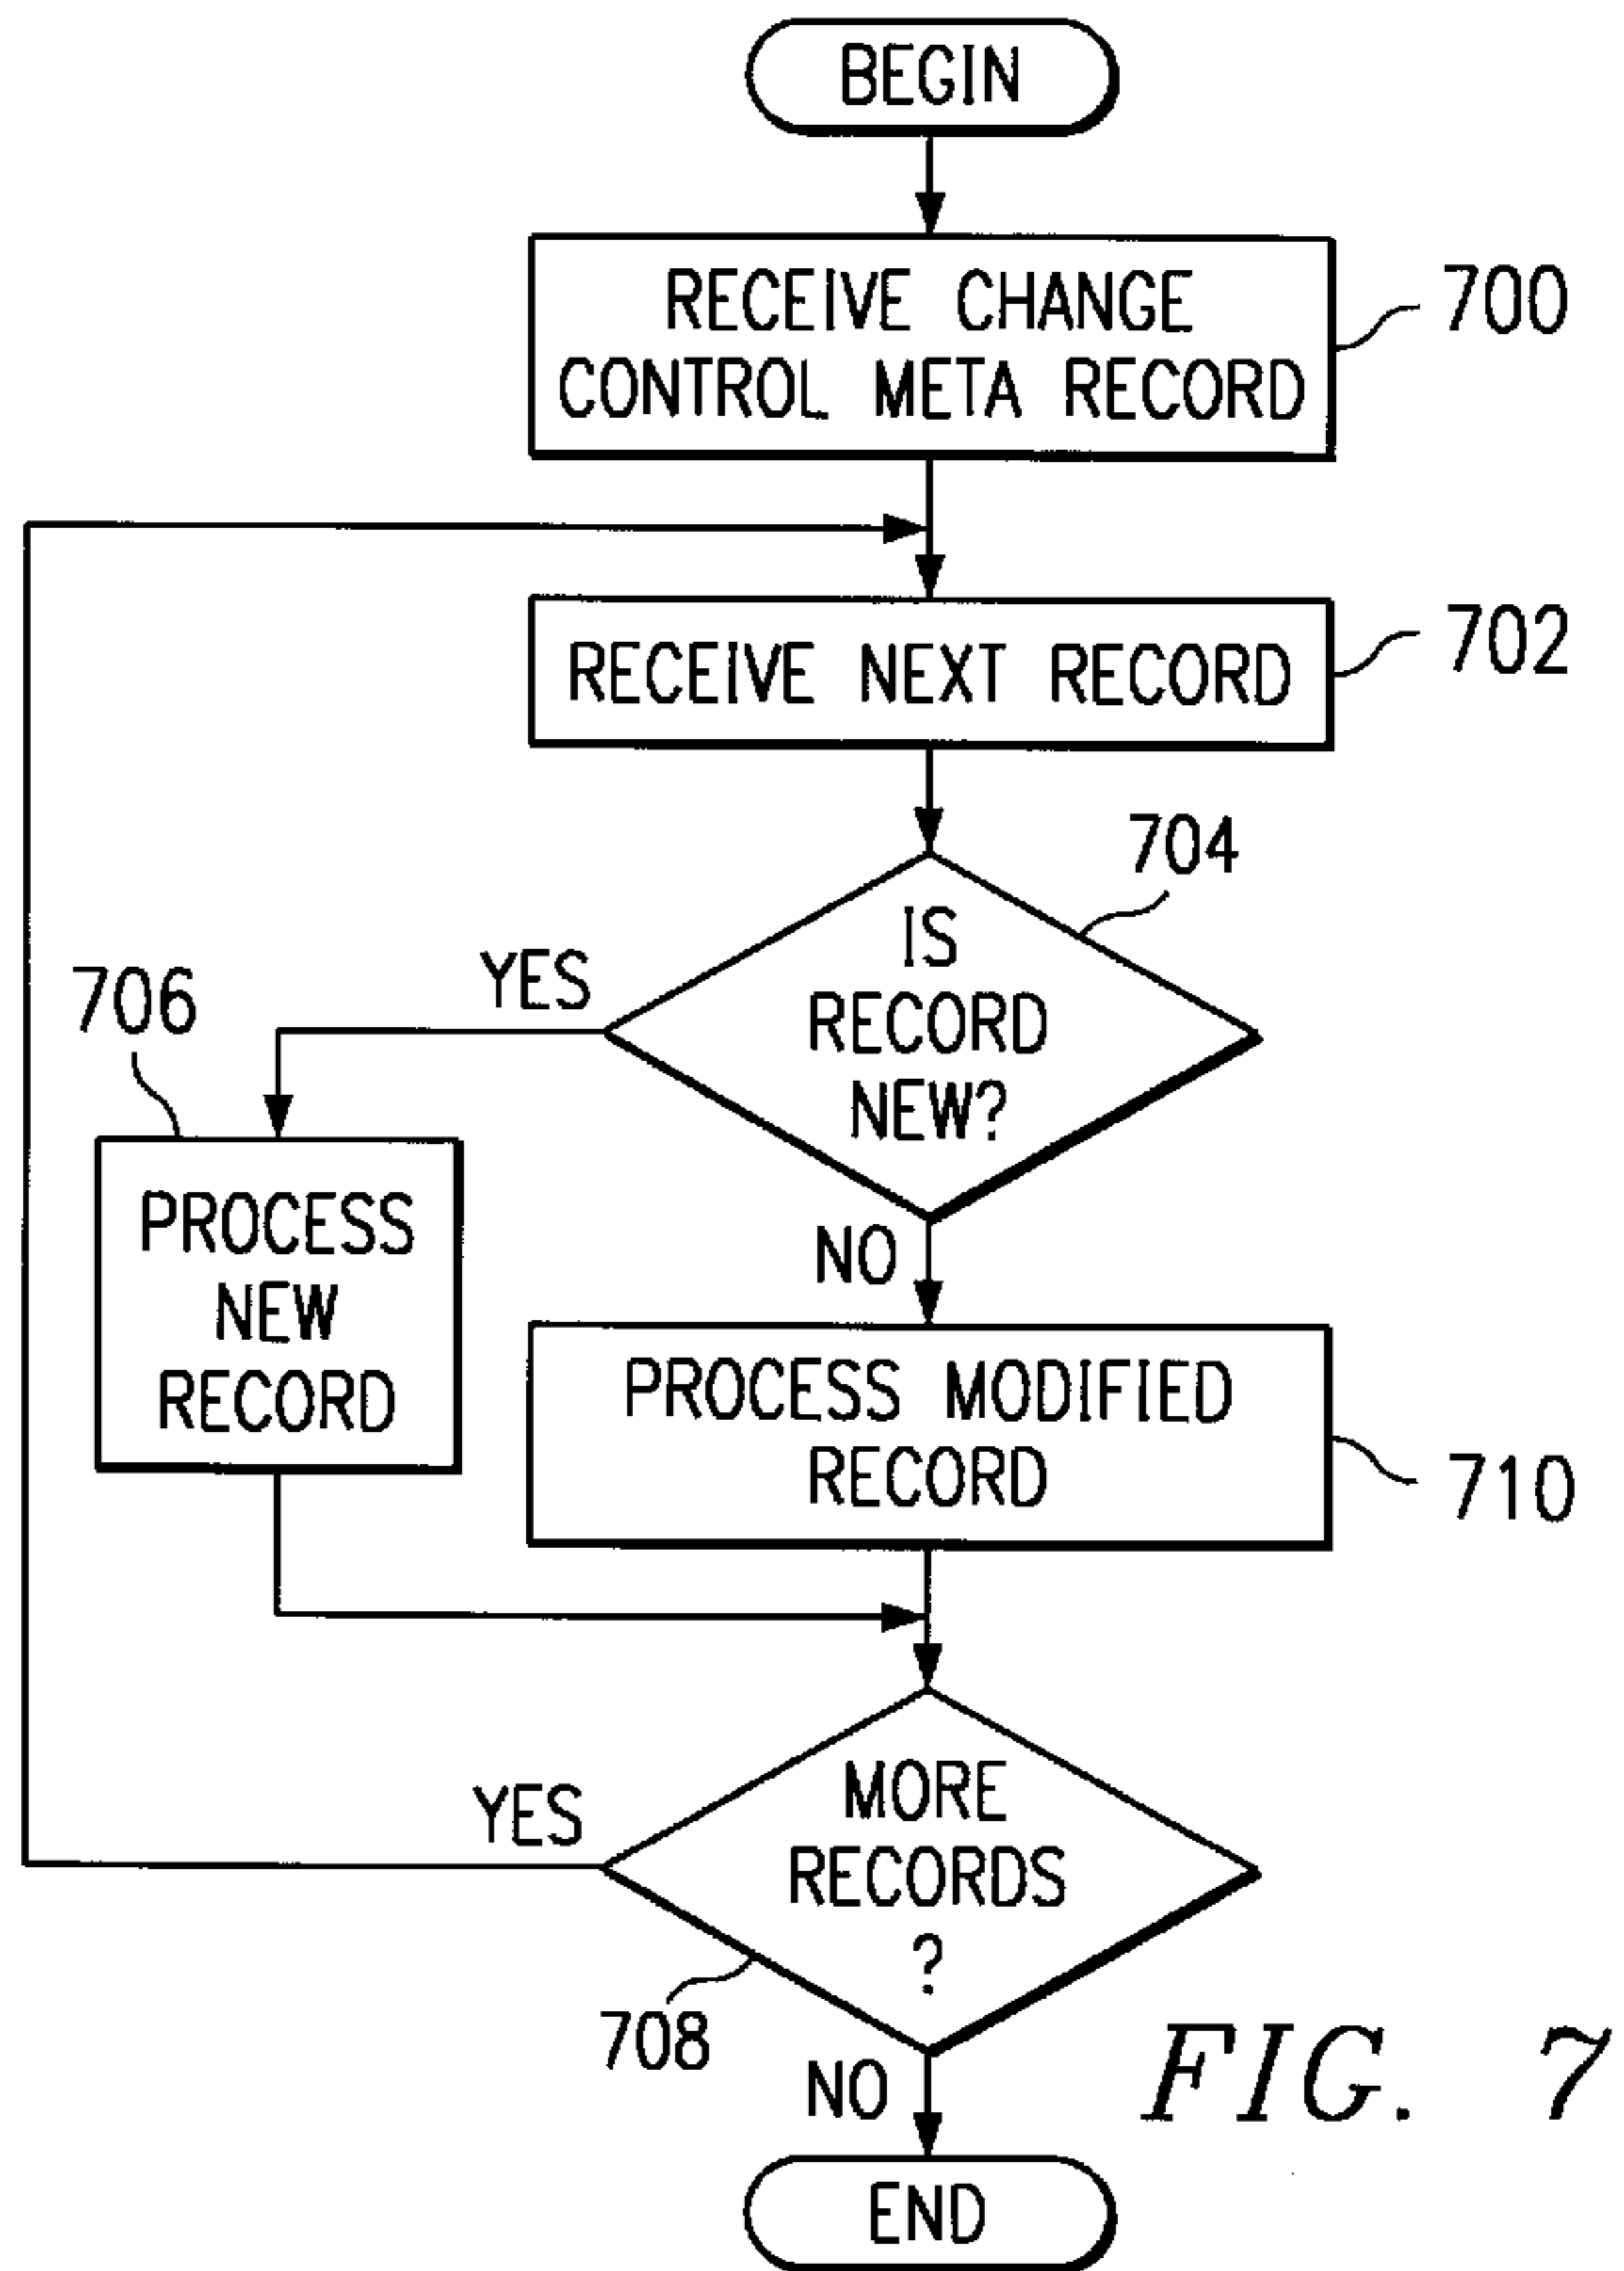 BEGIN
RECEIVE CHANGE
CONTROL META RECORD
700
RECEIVE NEXT RECORD
702
704
IS
RECORD
NEW?
YES
706
NO
PROCESS
NEW
RECORD
PROCESS MODIFIED
RECORD
710
MORE
RECORDS
?
YES
708
NO
FIG. 7
END